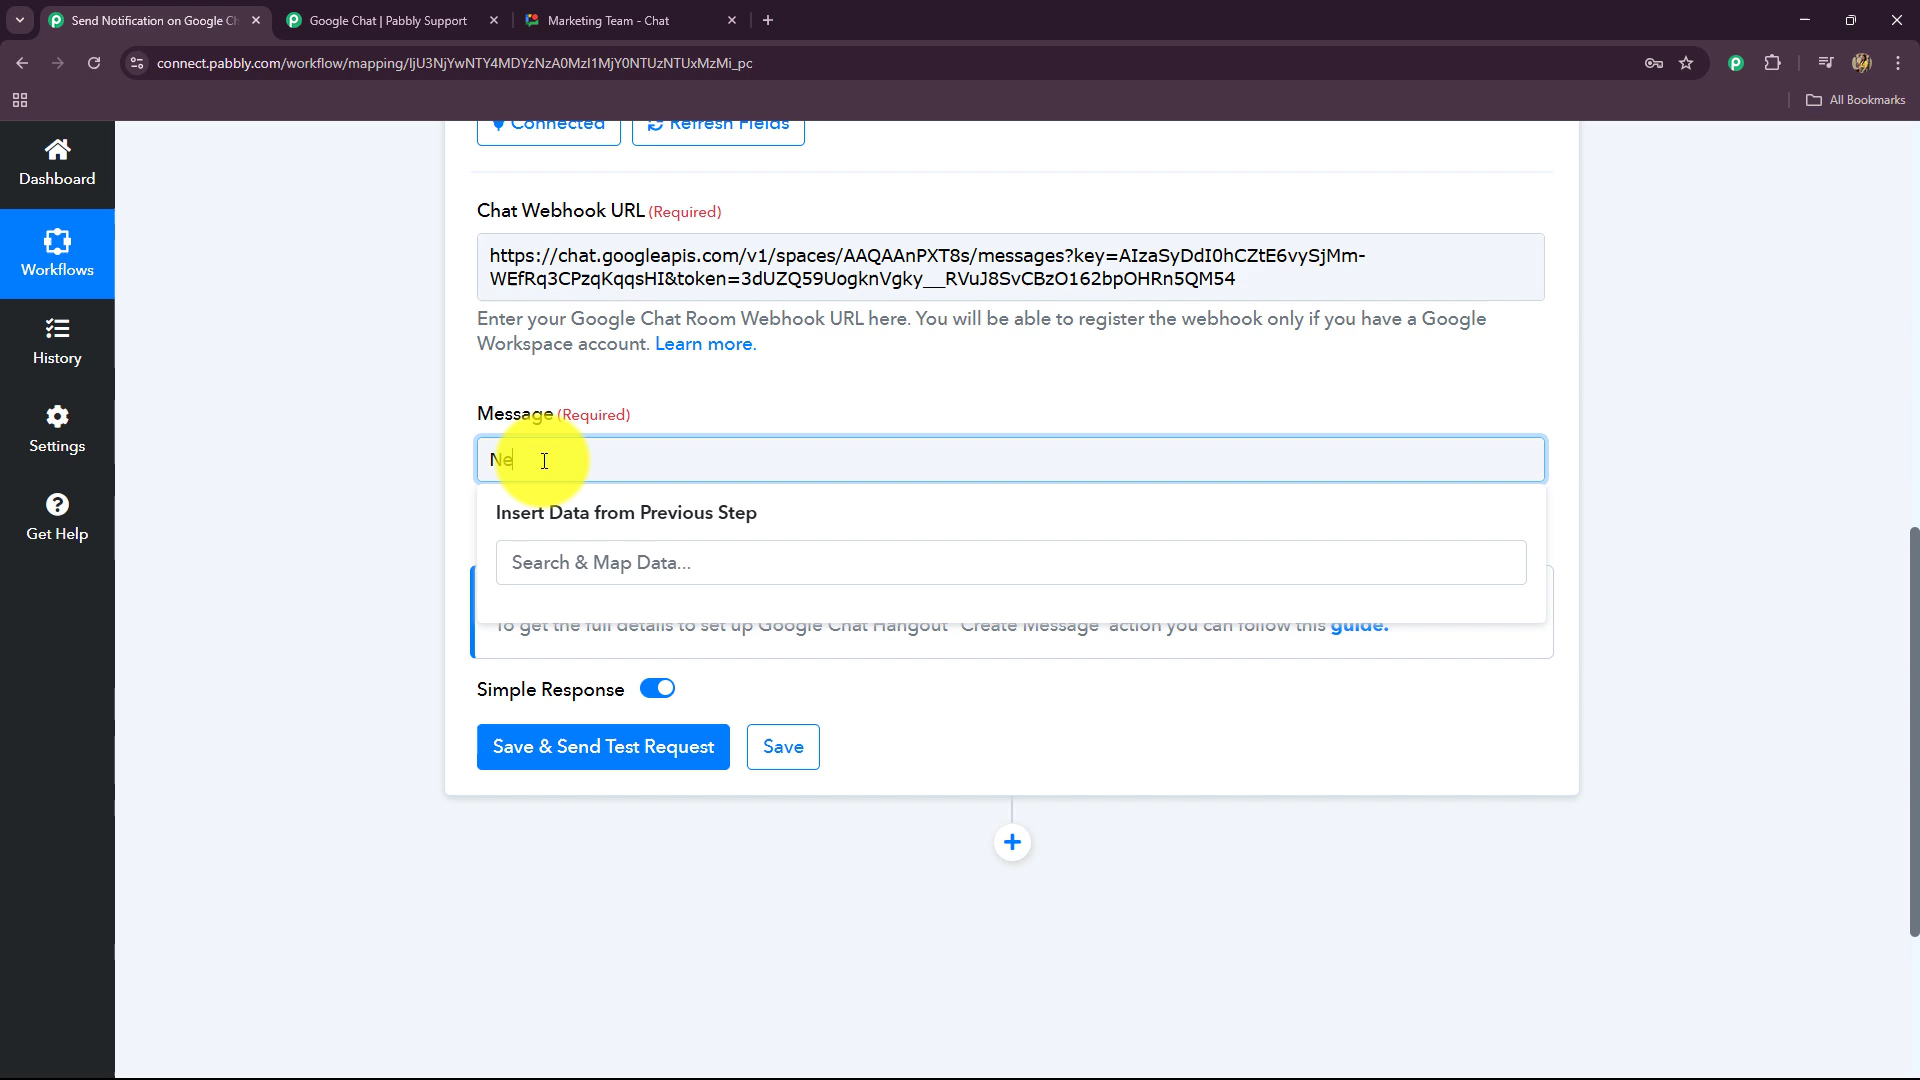 Send Notification on Google Ch
Google Chat | Pabbly Support
Marketing Team - Chat
connect.pabbly.com/workflow/mapping/IjU3NjYwNTY4MDYzNzA0MzI1MjY0NTUzNTUxMzMi_pc
All Bookmarks
Dashboard
Workflows
History
Settings
Get Help
Connected
Refresh Fields
Chat Webhook URL (Required)
https://chat.googleapis.com/v1/spaces/AAQAAnPXT8s/messages?key=AIzaSyDdI0hCZtE6vySjMm-
WEfRq3CPzqKqqsHI&token=3dUZQ59UogknVgky__RVuJ8SvCBzO162bpOHRn5QM54
Enter your Google Chat Room Webhook URL here. You will be able to register the webhook only if you have a Google
Workspace account. Learn more.
Message (Required)
Ne
Insert Data from Previous Step
Search & Map Data...
To get the full details to set up Google Chat Hangout "Create Message" action you can follow this guide.
Simple Response
Save & Send Test Request
Save